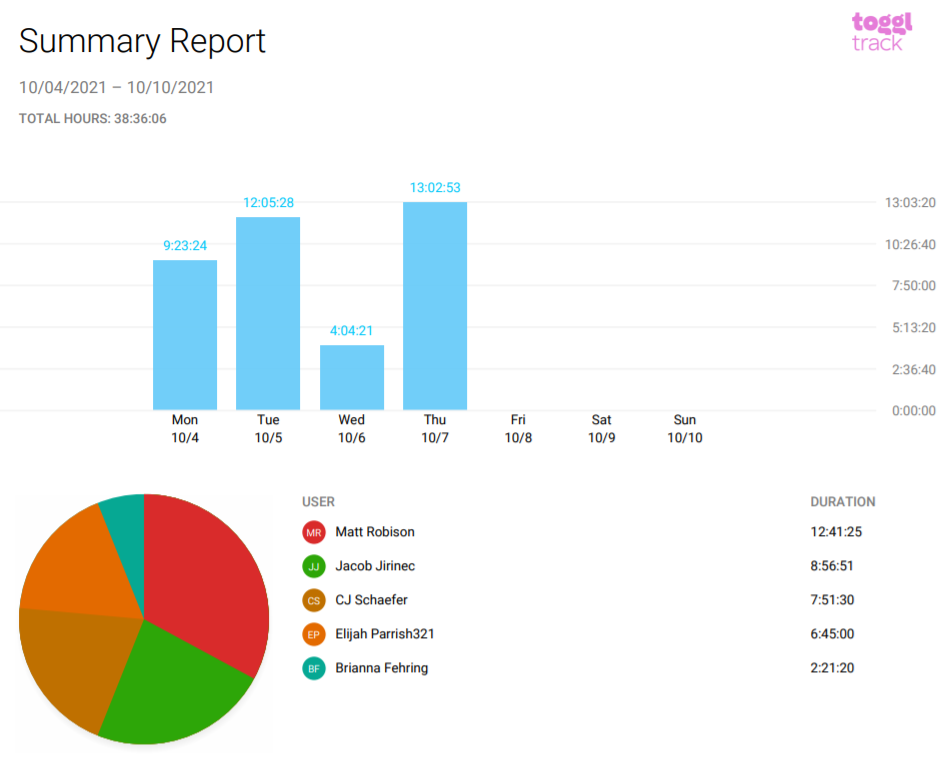 Summary Report
toggl
track
10/04/2021 – 10/10/2021
TOTAL HOURS: 38:36:06
13:02:53
12:05:28
9:23:24
4:04:21
13:03:20
10:26:40
7:50:00
5:13:20
2:36:40
0:00:00
Mon Tue Wed Thu Fri Sat Sun
10/4 10/5 10/6 10/7 10/8 10/9 10/10
USER DURATION
MR Matt Robison 12:41:25
JJ Jacob Jirinec 8:56:51
CS CJ Schaefer 7:51:30
EP Elijah Parrish321 6:45:00
BF Brianna Fehring 2:21:20